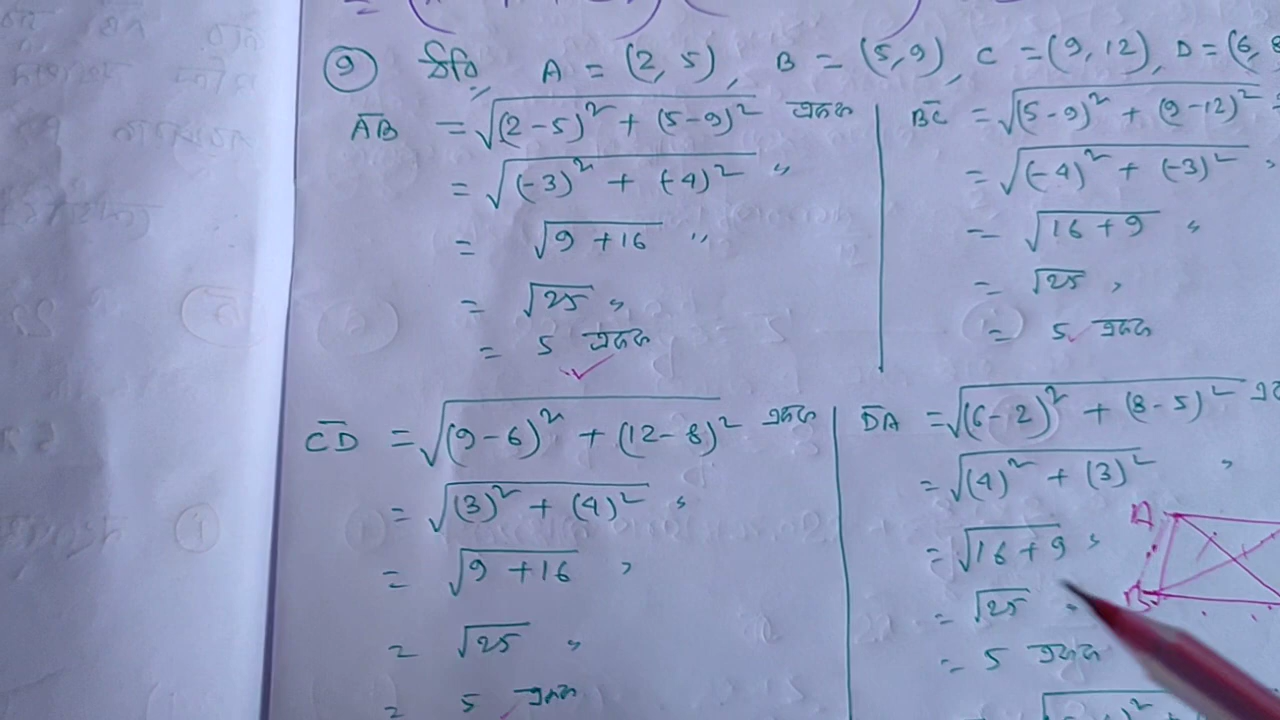 9 ধরি, A = (2, 5), B = (5, 9), C = (9, 12), D = (6, 8
AB = √(2-5)² + (5-9)² একক
= √(-3)² + (-4)² "
= √9 + 16 "
= √25 "
= 5 একক
BC = √(5-9)² + (9-12)²
= √(-4)² + (-3)² "
= √16 + 9 "
= √25 "
= 5 একক
CD = √(9-6)² + (12-8)² একক
= √(3)² + (4)² "
= √9 + 16 "
= √25 "
= 5 একক
DA = √(6-2)² + (8-5)² একক
= √(4)² + (3)² "
= √16 + 9 "
= √25 "
= 5 একক
A
B